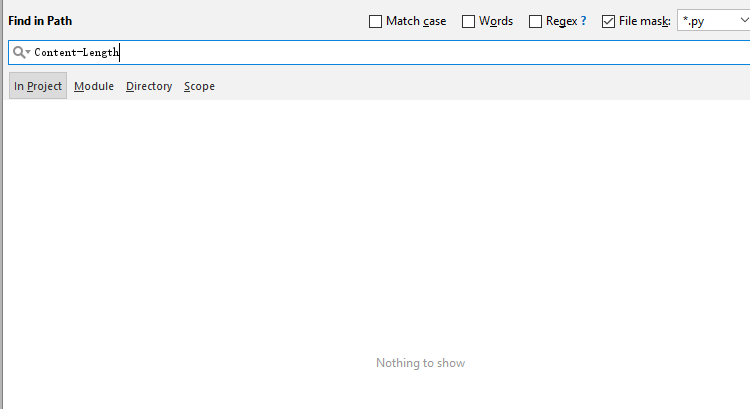 Find in Path Match case Words Regex ? File mask: *.py
Content-Length
In Project Module Directory Scope
Nothing to show